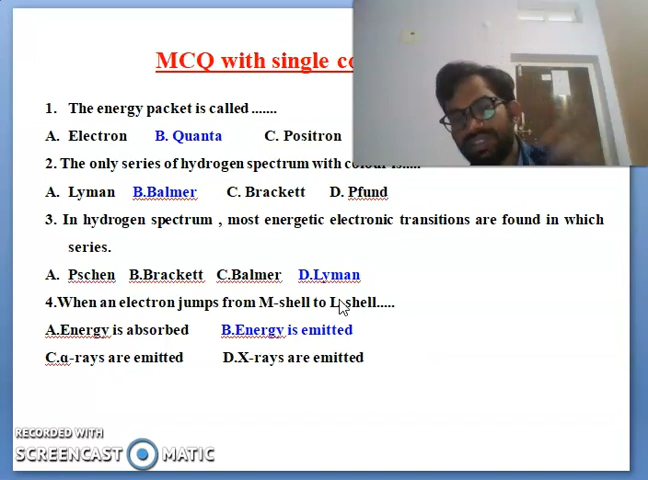 MCQ with single
1. The energy packet is called .......
A. Electron B. Quanta C. Positron
2. The only series of hydrogen spectrum with colour is.....
A. Lyman B.Balmer C. Brackett D. Pfund
3. In hydrogen spectrum , most energetic electronic transitions are found in which
series.
A. Pschen B.Brackett C.Balmer D.Lyman
4.When an electron jumps from M-shell to L-shell.....
A.Energy is absorbed B.Energy is emitted
C.α-rays are emitted D.X-rays are emitted
RECORDED WITH
SCREENCAST MATIC